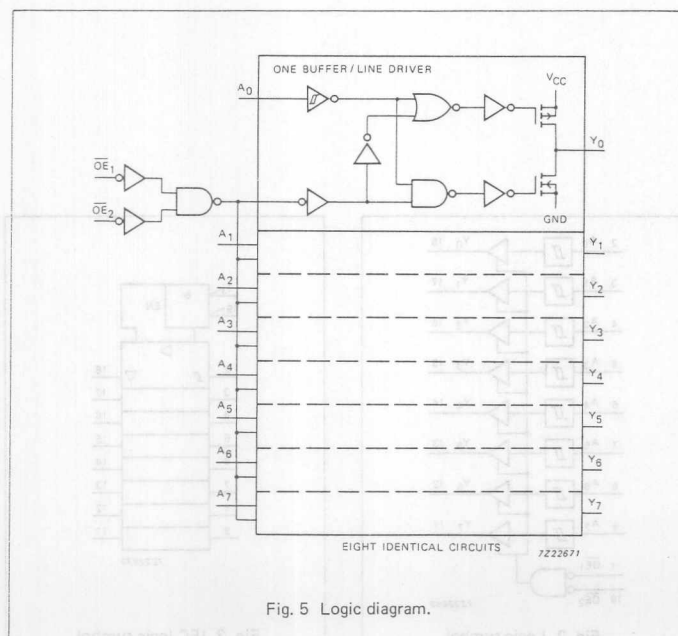 ONE BUFFER/LINE DRIVER
A0
VCC
Y0
OE1
OE2
GND
A1
Y1
A2
Y2
A3
Y3
A4
Y4
A5
Y5
A6
Y6
A7
Y7
EIGHT IDENTICAL CIRCUITS
7Z22671
Fig. 5 Logic diagram.